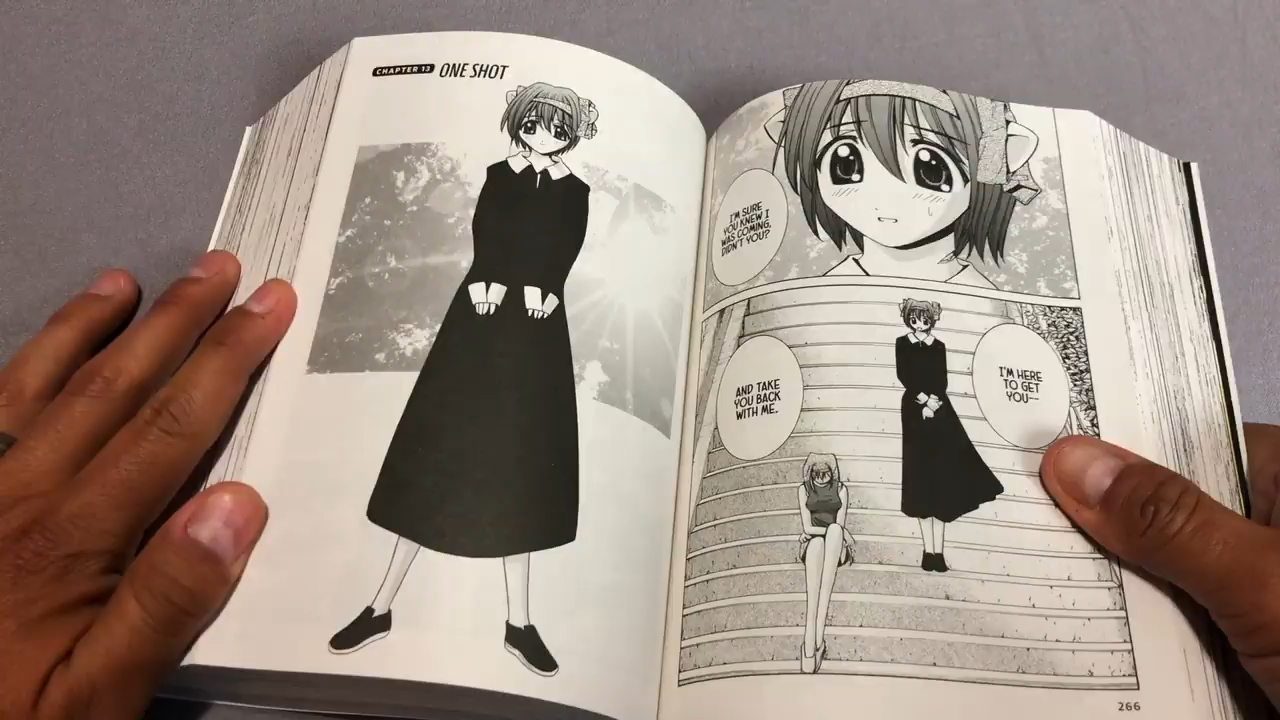 CHAPTER 13 ONE SHOT
I'M SURE
YOU KNEW I
WAS COMING,
DIDN'T YOU?
I'M HERE
TO GET
YOU--
AND TAKE
YOU BACK
WITH ME.
266